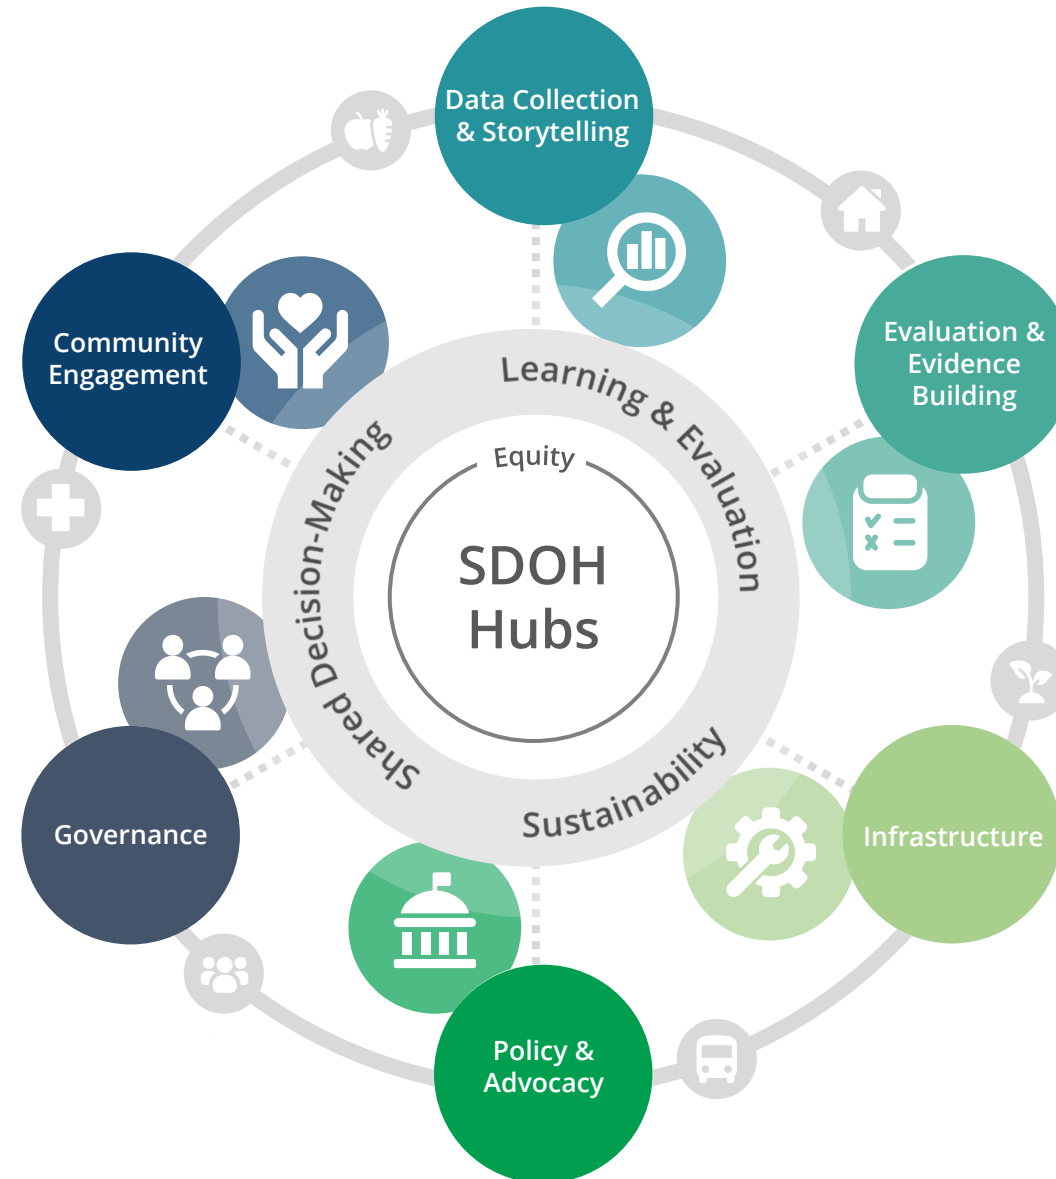 Data Collection
& Storytelling
Evaluation &
Evidence
Building
Infrastructure
Policy &
Advocacy
Governance
Community
Engagement
Learning & Evaluation
Sustainability
Shared Decision-Making
Equity
SDOH
Hubs